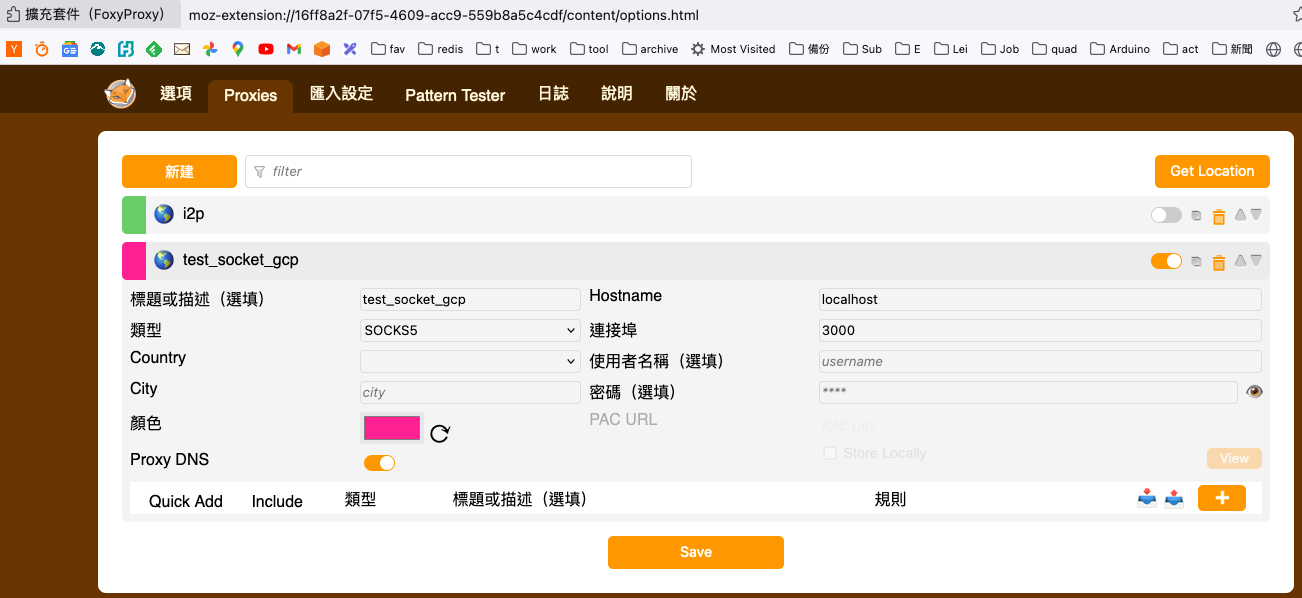 擴充套件（FoxyProxy）
moz-extension://16ff8a2f-07f5-4609-acc9-559b8a5c4cdf/content/options.html
fav redis t work tool archive Most Visited 備份 Sub E Lei Job quad Arduino act 新聞
選項 Proxies 匯入設定 Pattern Tester 日誌 說明 關於
新建 filter Get Location
i2p
test_socket_gcp
標題或描述（選填） test_socket_gcp Hostname localhost
類型 SOCKS5 連接埠 3000
Country 使用者名稱（選填） username
City city 密碼（選填） ****
顏色 PAC URL PAC URL
Store Locally
Proxy DNS View
Quick Add Include 類型 標題或描述（選填） 規則
Save